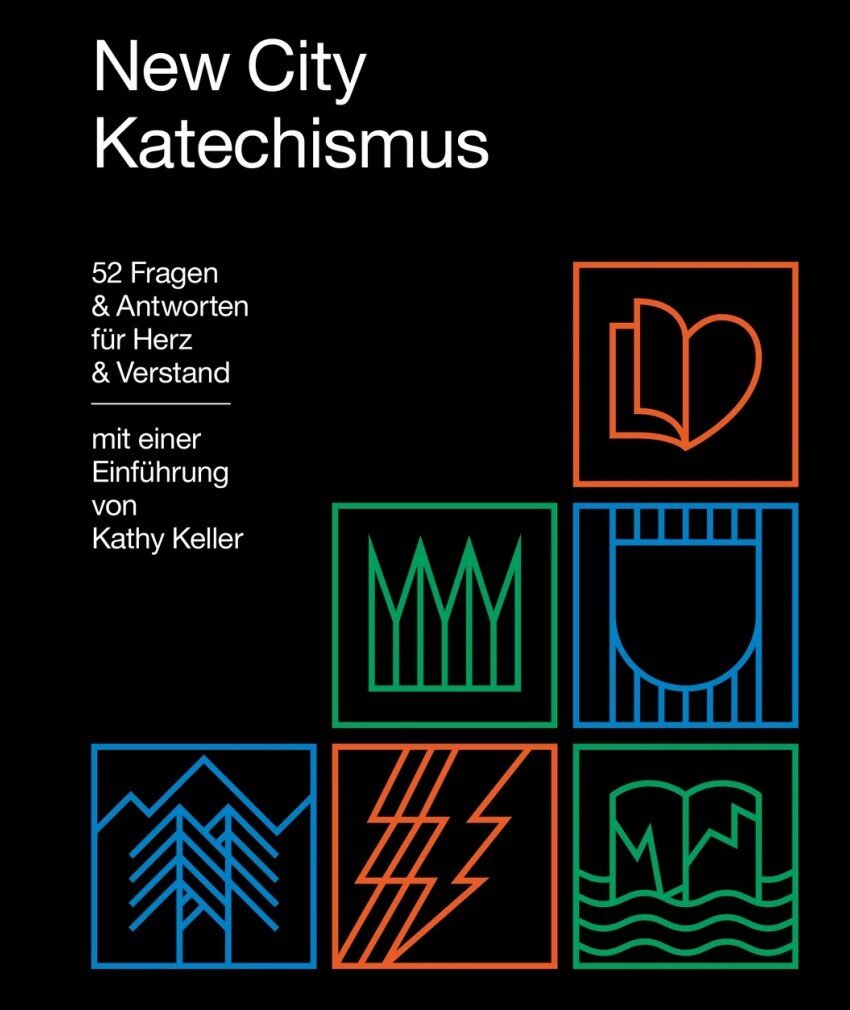 New City
Katechismus
52 Fragen
& Antworten
für Herz
& Verstand
mit einer
Einführung
von
Kathy Keller